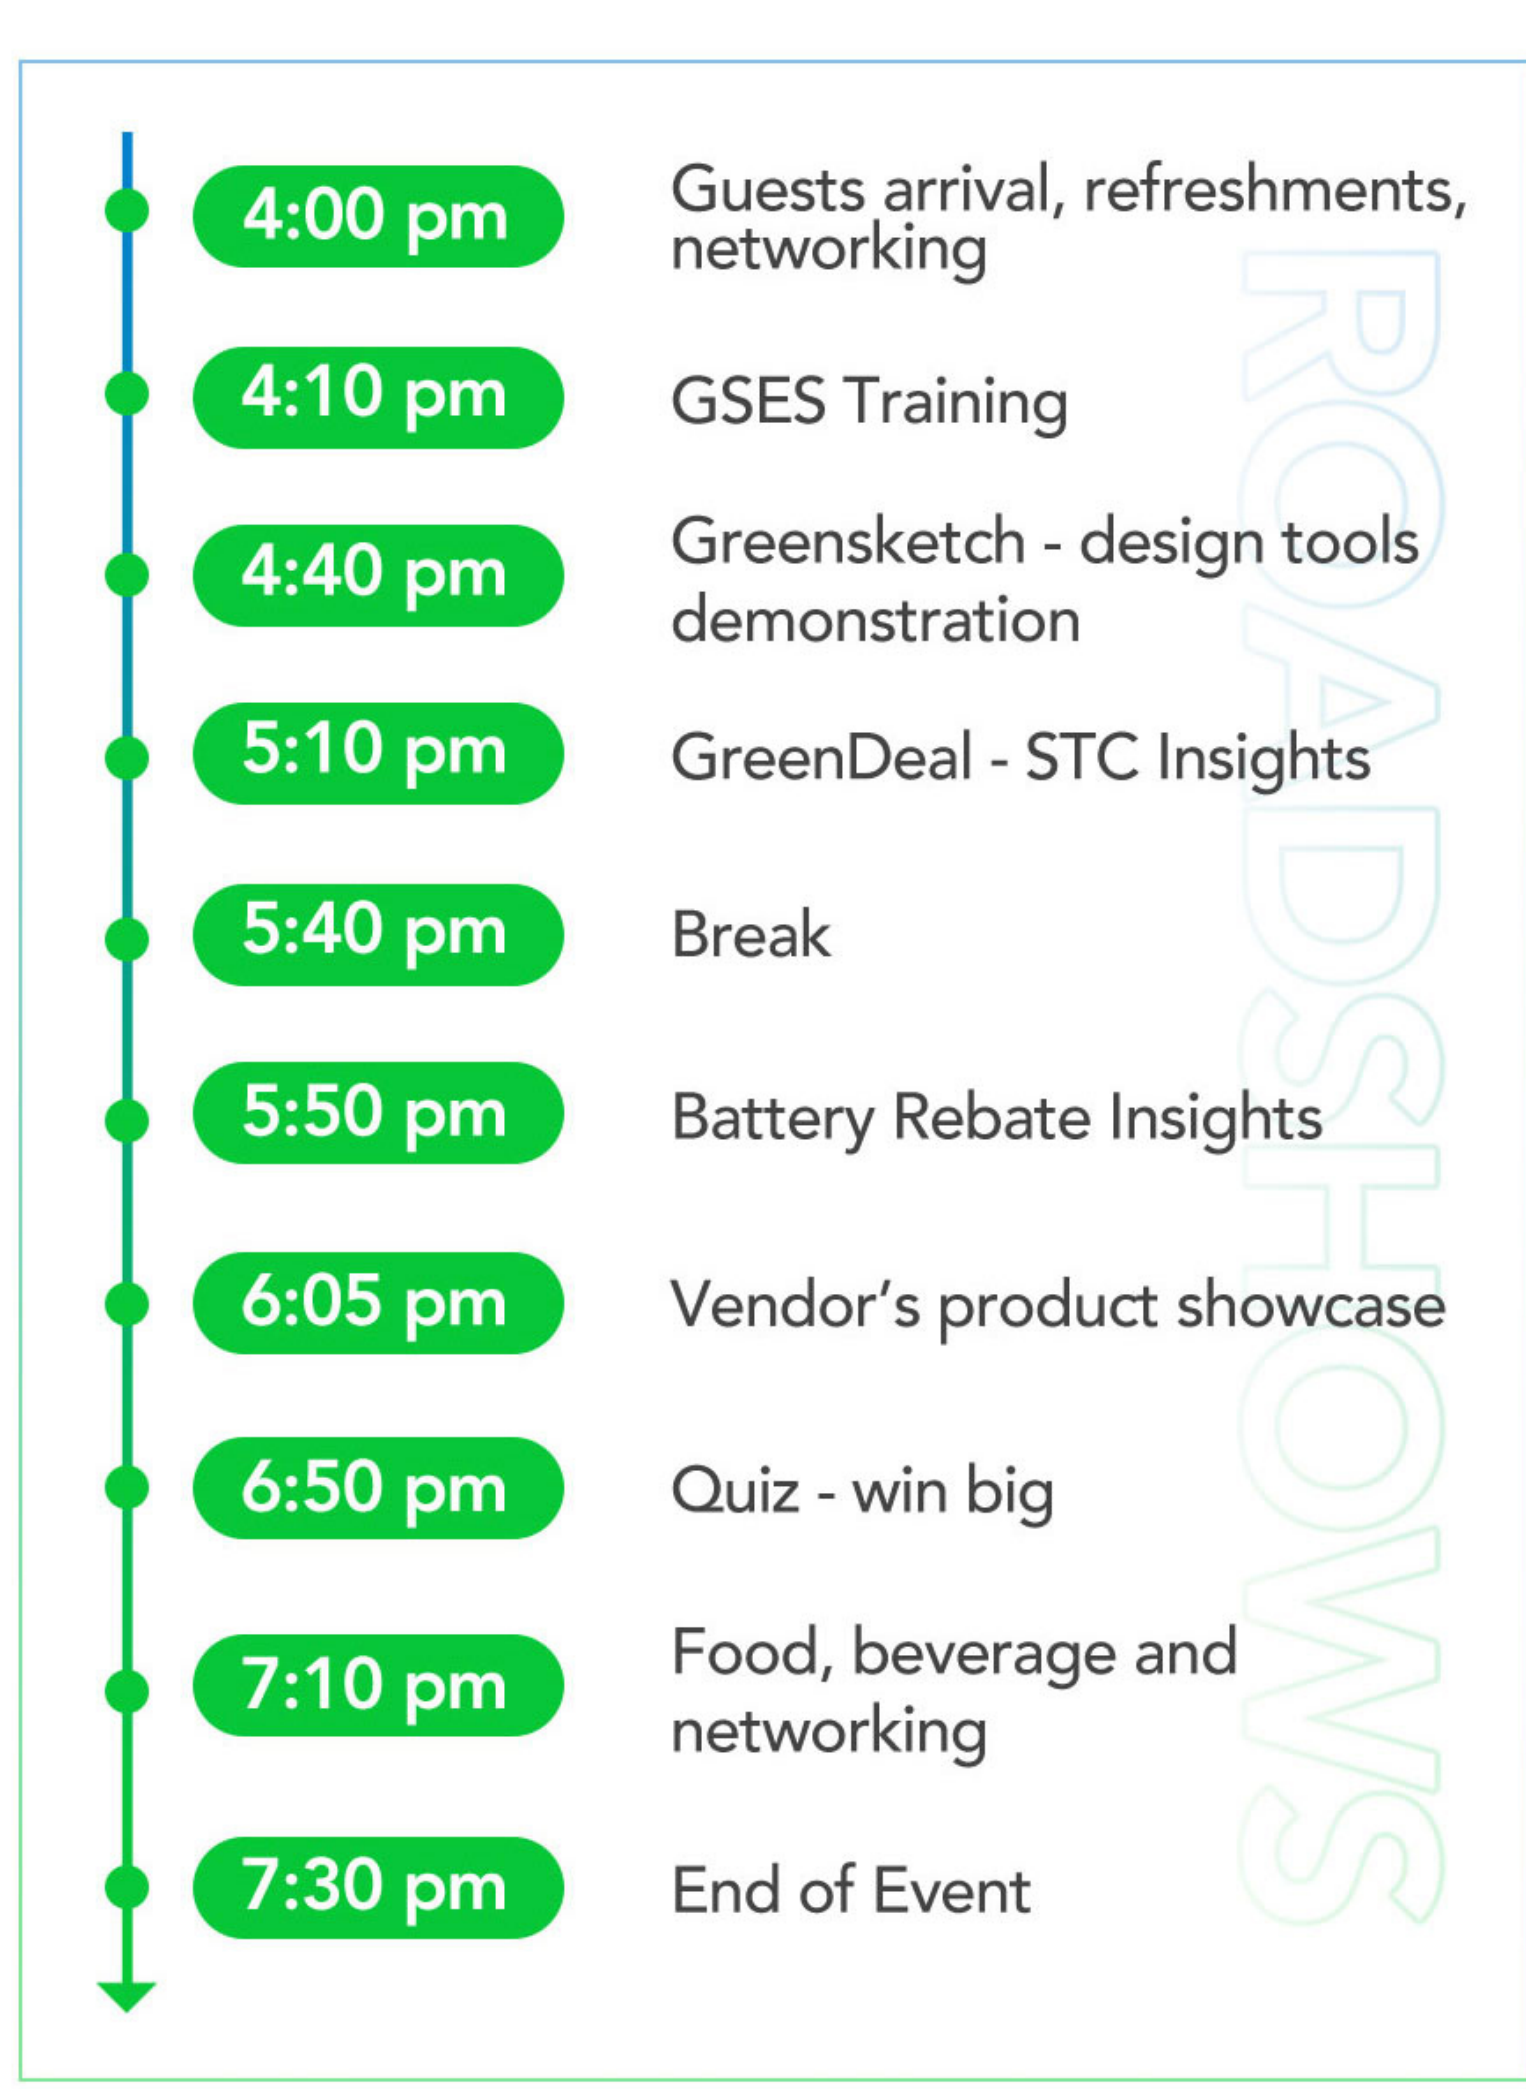 4:00 pm
Guests arrival, refreshments,
networking
4:10 pm
GSES Training
4:40 pm
Greensketch - design tools
demonstration
5:10 pm
GreenDeal - STC Insights
5:40 pm
Break
5:50 pm
Battery Rebate Insights
6:05 pm
Vendor’s product showcase
6:50 pm
Quiz - win big
7:10 pm
Food, beverage and
networking
7:30 pm
End of Event
ROADSHOWS